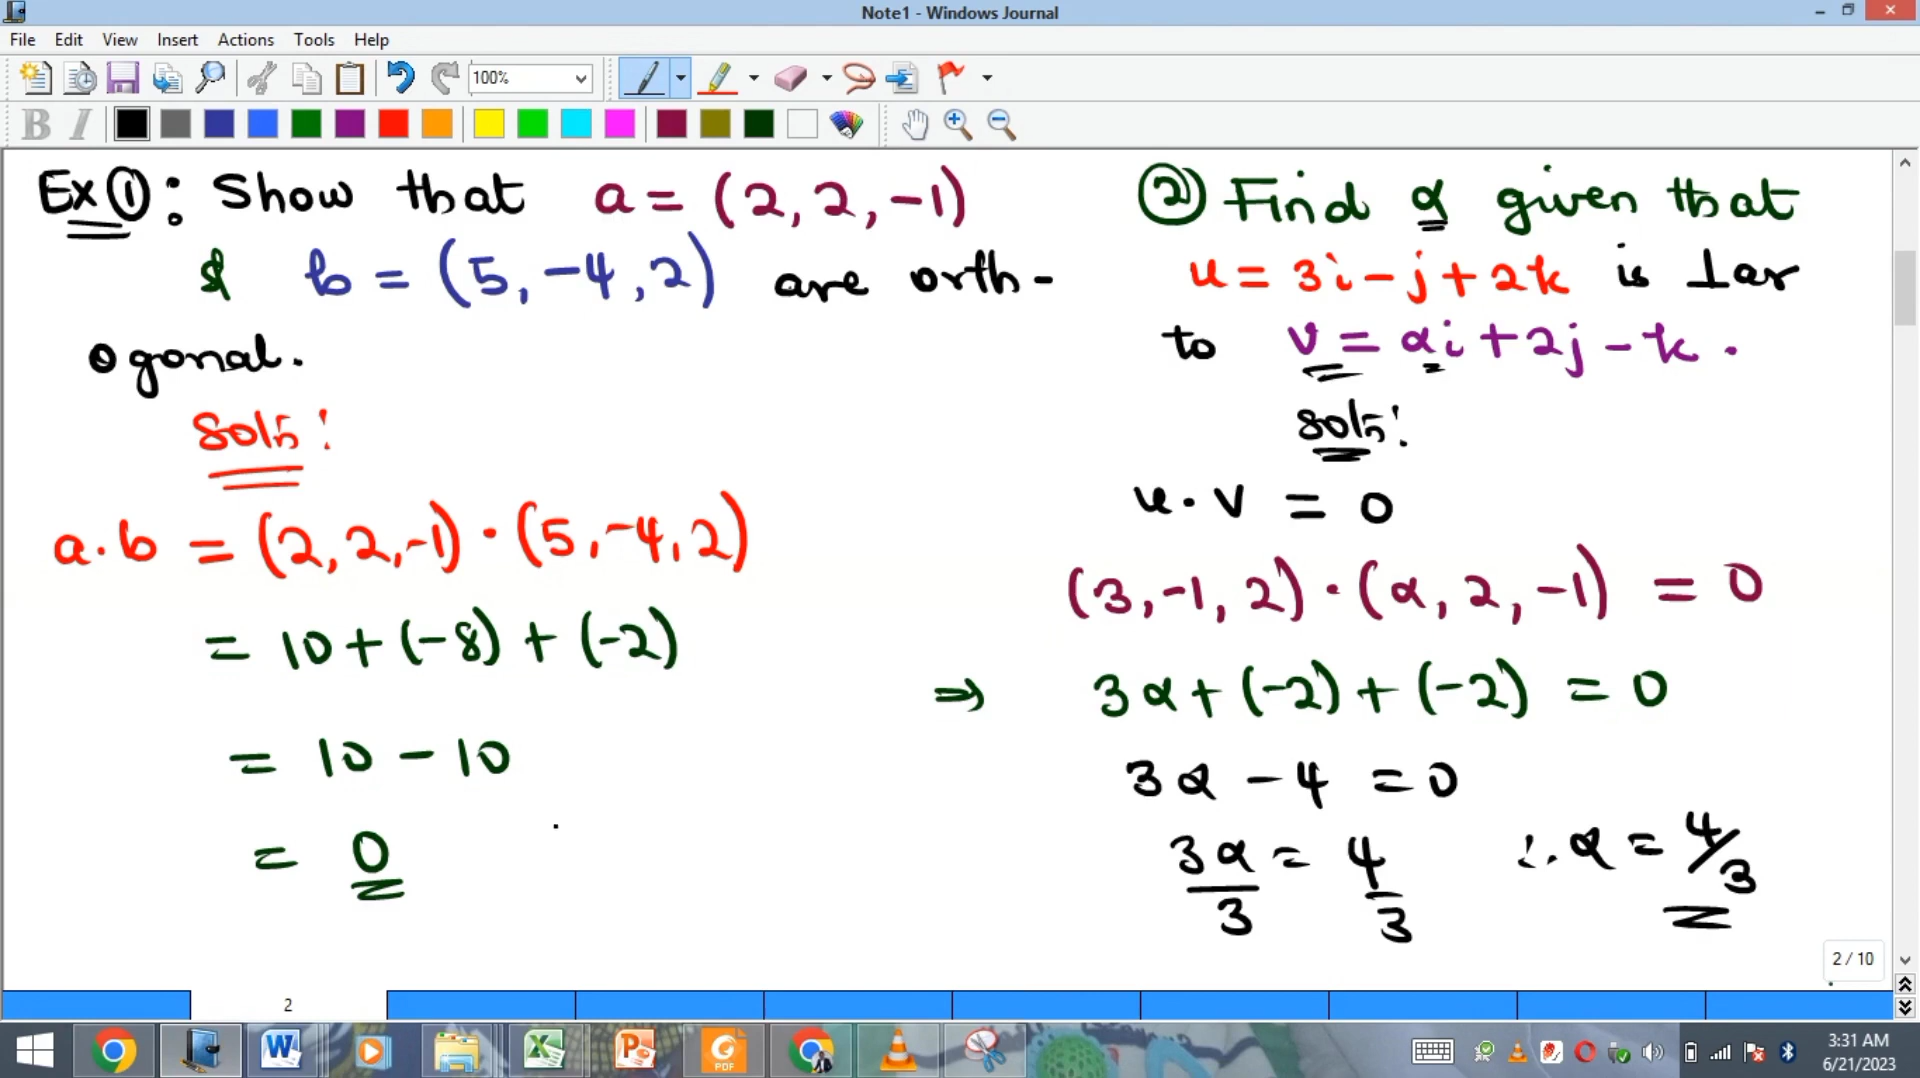 Note1 - Windows Journal
File Edit View Insert Actions Tools Help
100%
B I
Ex ①: Show that a = (2, 2, -1)
& b = (5, -4, 2) are orth-
ogonal.
Soln:
a.b = (2, 2, -1) · (5, -4, 2)
= 10 + (-8) + (-2)
= 10 - 10
= 0
② Find α given that
u = 3i - j + 2k is ⊥ar
to v = αi + 2j - k.
Soln:
u · v = 0
(3, -1, 2) · (α, 2, -1) = 0
⇒ 3α + (-2) + (-2) = 0
3α - 4 = 0
3α/3 = 4/3 ∴ α = 4/3
2 / 10
2
PDF
3:31 AM
6/21/2023